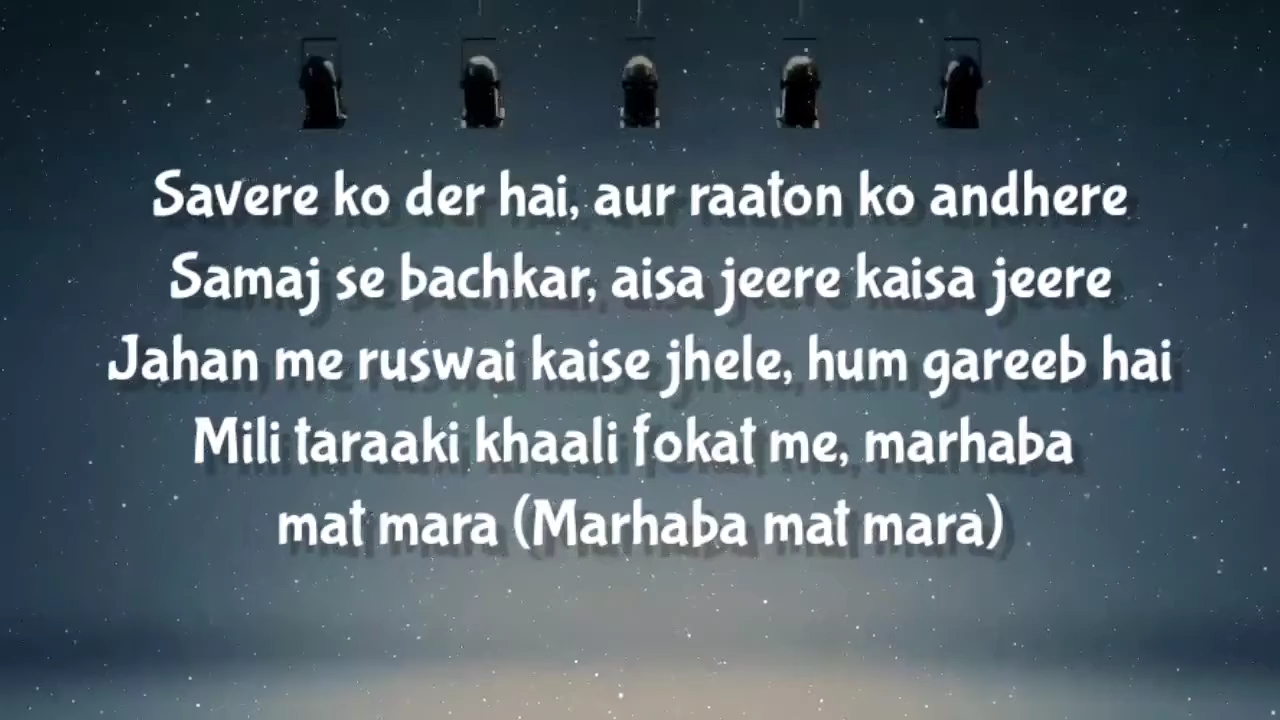 Savere ko der hai, aur raaton ko andhere
Samaj se bachkar, aisa jeere kaisa jeere
Jahan me ruswai kaise jhele, hum gareeb hai
Mili taraaki khaali fokat me, marhaba
mat mara (Marhaba mat mara)